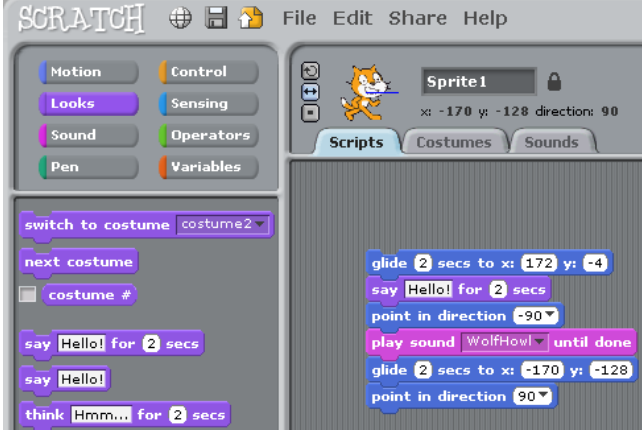 SCRATCH File Edit Share Help
Motion Control
Looks Sensing
Sound Operators
Pen Variables
switch to costume costume2
next costume
costume #
say Hello! for 2 secs
say Hello!
think Hmm... for 2 secs
Sprite1
x: -170 y: -128 direction: 90
Scripts Costumes Sounds
glide 2 secs to x: 172 y: -4
say Hello! for 2 secs
point in direction -90
play sound WolfHowl until done
glide 2 secs to x: -170 y: -128
point in direction 90